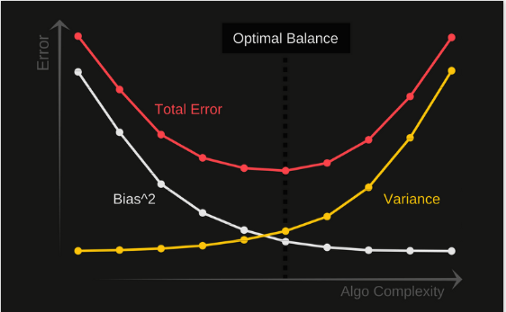 Optimal Balance
Error
Total Error
Bias^2
Variance
Algo Complexity